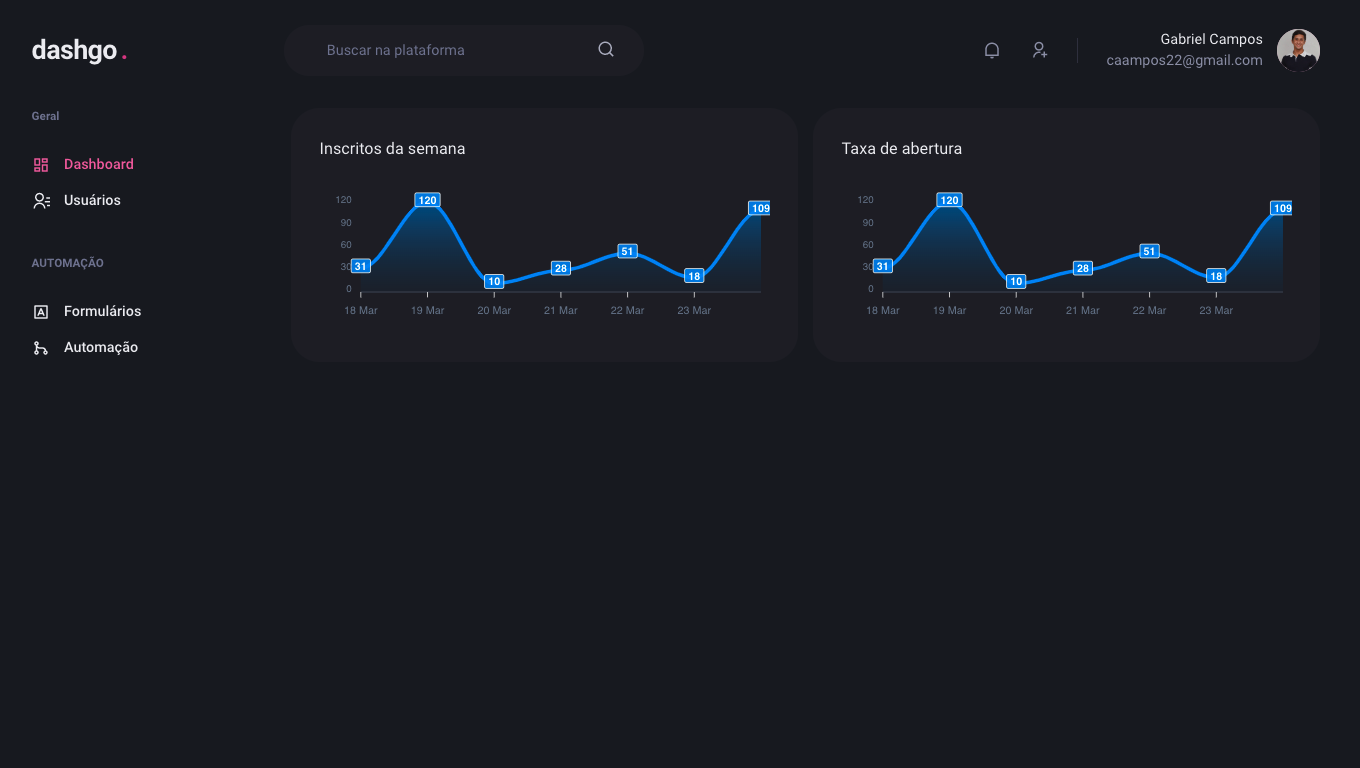 dashgo.
Buscar na plataforma
Gabriel Campos
caampos22@gmail.com
Geral
Dashboard
Usuários
AUTOMAÇÃO
Formulários
Automação
Inscritos da semana
120
90
60
30
0
31
120
10
28
51
18
109
18 Mar
19 Mar
20 Mar
21 Mar
22 Mar
23 Mar
Taxa de abertura
120
90
60
30
0
31
120
10
28
51
18
109
18 Mar
19 Mar
20 Mar
21 Mar
22 Mar
23 Mar